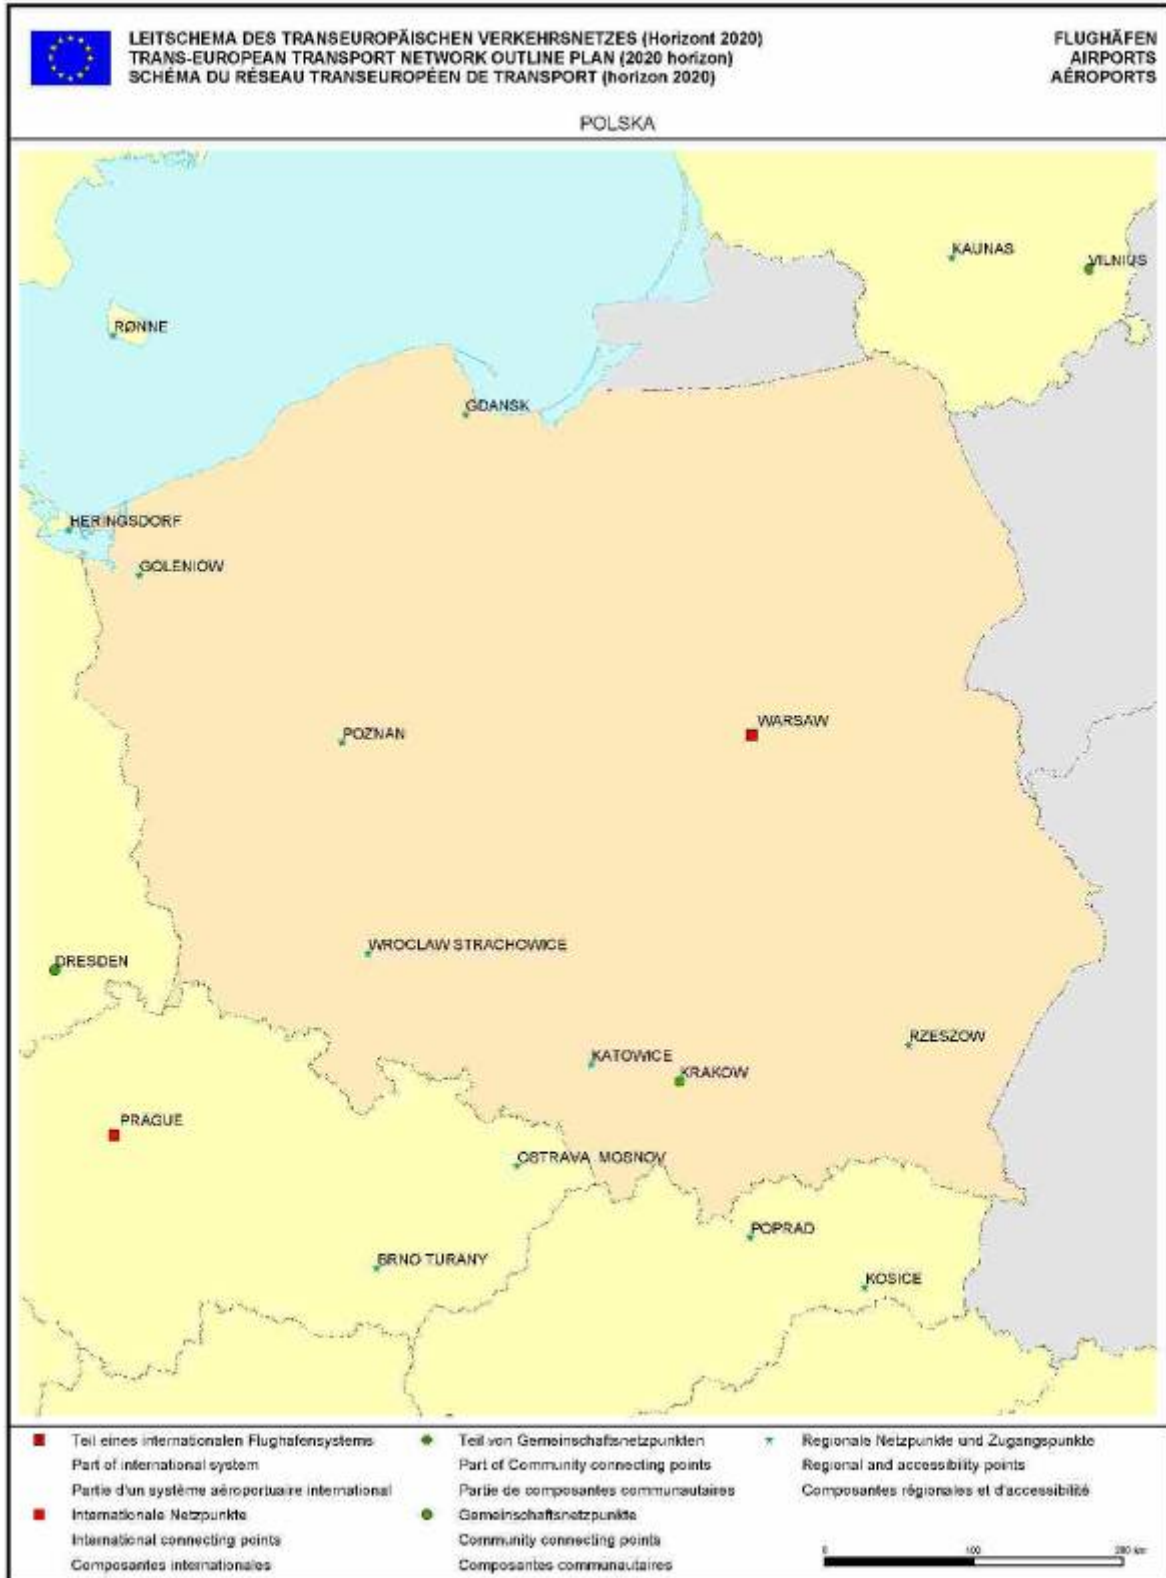 LEITSCHEMA DES TRANSEUROPÄISCHEN VERKEHRSNETZES (Horizont 2020)
TRANS-EUROPEAN TRANSPORT NETWORK OUTLINE PLAN (2020 horizon)
SCHÉMA DU RÉSEAU TRANSEUROPÉEN DE TRANSPORT (horizon 2020)
FLUGHÄFEN
AIRPORTS
AÉROPORTS
POLSKA
KAUNAS
VILNIUS
RØNNE
GDANSK
HERINGSDORF
GOLENIOW
WARSAW
POZNAN
WROCLAW STRACHOWICE
DRESDEN
RZESZOW
KATOWICE
KRAKOW
PRAGUE
OSTRAVA MOSNOV
POPRAD
BRNO TURANY
KOSICE
Teil eines internationalen Flughafensystems
Part of international system
Partie d'un système aéroportuaire international
Internationale Netzpunkte
International connecting points
Composantes internationales
Teil von Gemeinschaftsnetzpunkten
Part of Community connecting points
Partie de composantes communautaires
Gemeinschaftsnetzpunkte
Community connecting points
Composantes communautaires
Regionale Netzpunkte und Zugangspunkte
Regional and accessibility points
Composantes régionales et d'accessibilité
0 100 200 km